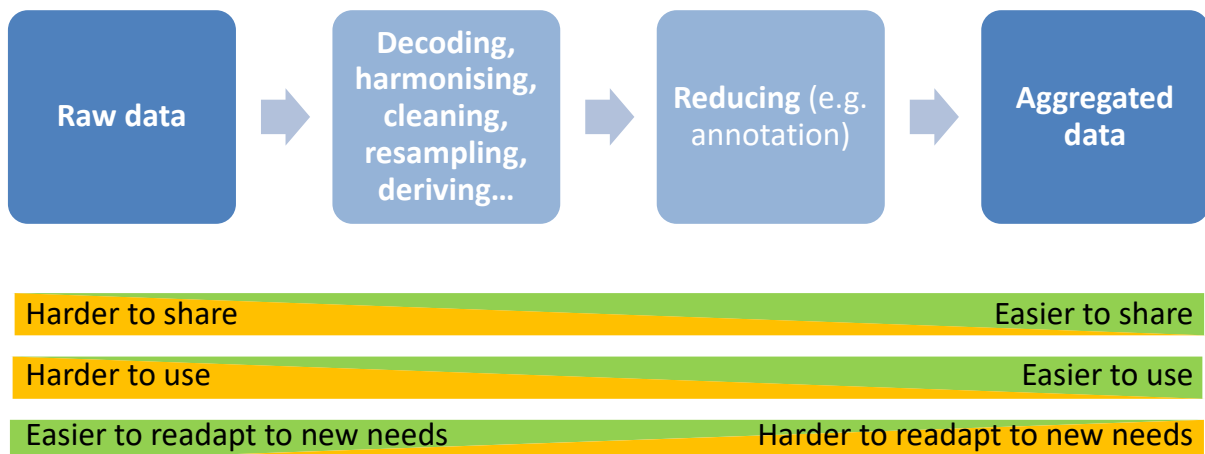 Raw data
Decoding,
harmonising,
cleaning,
resampling,
deriving…
Reducing (e.g.
annotation)
Aggregated
data
Harder to share
Easier to share
Harder to use
Easier to use
Easier to readapt to new needs
Harder to readapt to new needs